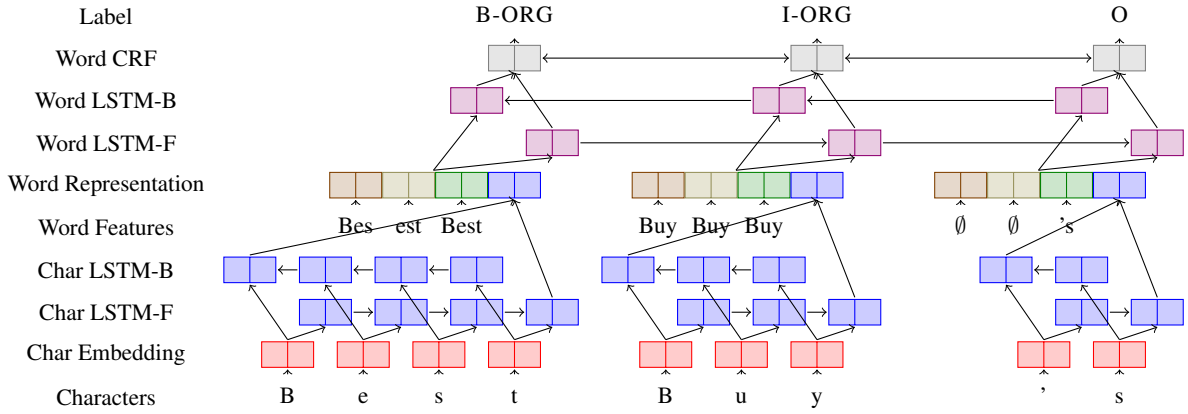 Label B-ORG I-ORG O
Word CRF
Word LSTM-B
Word LSTM-F
Word Representation
Word Features Bes est Best Buy Buy Buy ∅ ∅ 's
Char LSTM-B
Char LSTM-F
Char Embedding
Characters B e s t B u y ' s